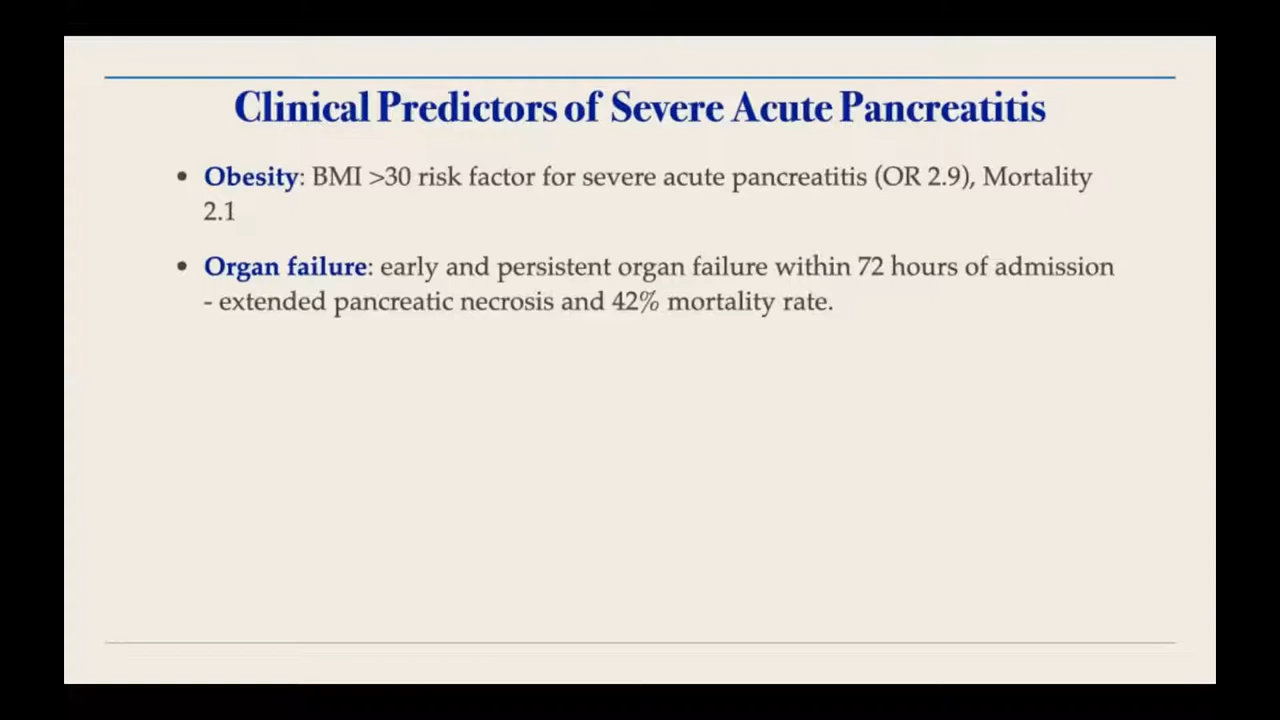 Clinical Predictors of Severe Acute Pancreatitis
• Obesity: BMI >30 risk factor for severe acute pancreatitis (OR 2.9), Mortality
2.1
• Organ failure: early and persistent organ failure within 72 hours of admission
- extended pancreatic necrosis and 42% mortality rate.